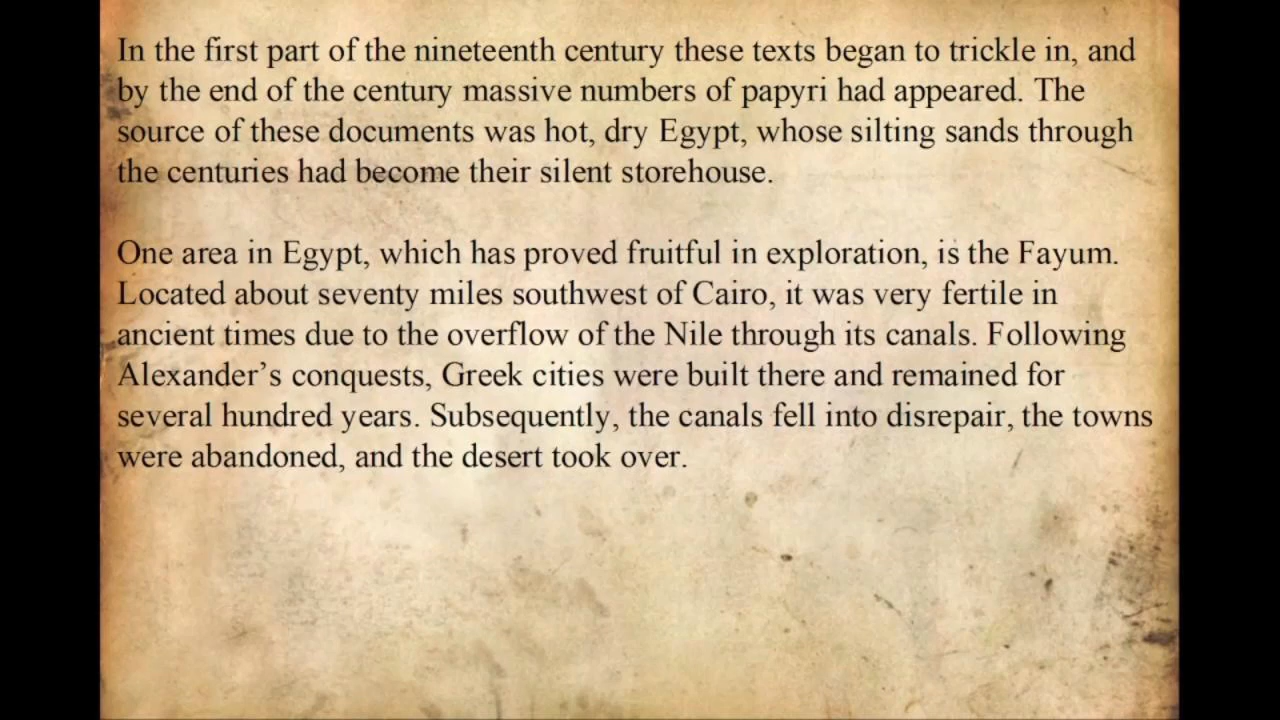 In the first part of the nineteenth century these texts began to trickle in, and
by the end of the century massive numbers of papyri had appeared. The
source of these documents was hot, dry Egypt, whose silting sands through
the centuries had become their silent storehouse.
One area in Egypt, which has proved fruitful in exploration, is the Fayum.
Located about seventy miles southwest of Cairo, it was very fertile in
ancient times due to the overflow of the Nile through its canals. Following
Alexander’s conquests, Greek cities were built there and remained for
several hundred years. Subsequently, the canals fell into disrepair, the towns
were abandoned, and the desert took over.